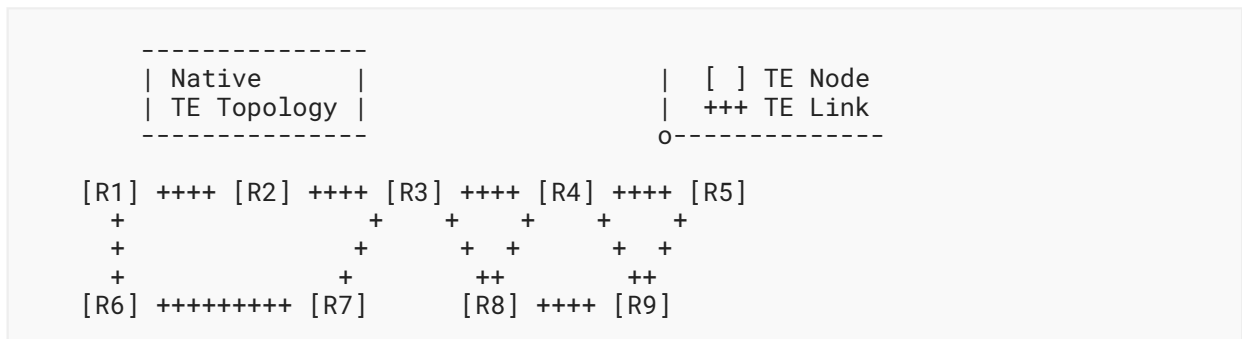 ---------------
| Native      |                   |  [ ] TE Node
| TE Topology |                   |  +++ TE Link
---------------                   o--------------
[R1] ++++ [R2] ++++ [R3] ++++ [R4] ++++ [R5]
  +                +    +    +    +    +
  +               +      +  +      +  +
  +              +        ++        ++
[R6] +++++++++ [R7]      [R8] ++++ [R9]